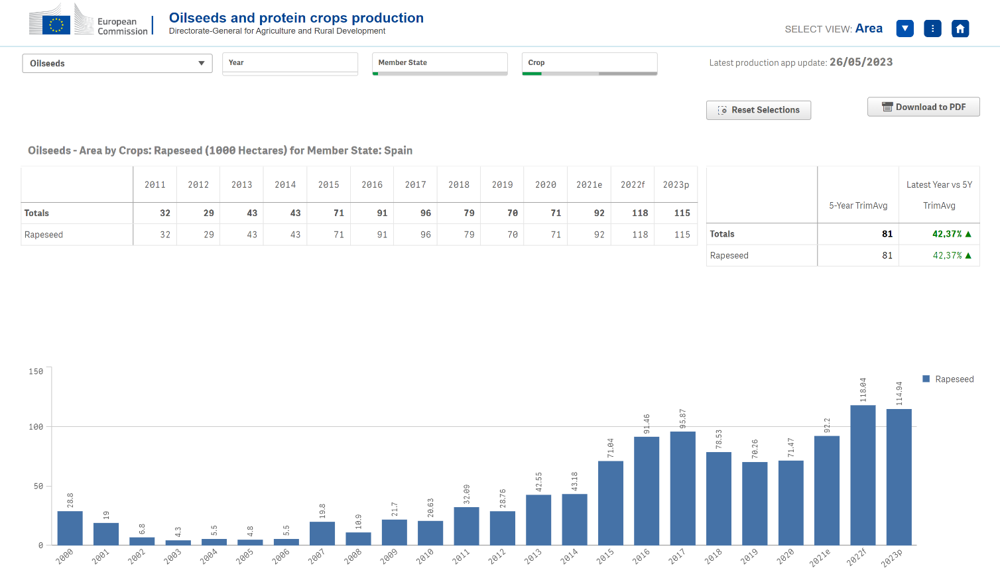 European
Commission
Oilseeds and protein crops production
Directorate-General for Agriculture and Rural Development
SELECT VIEW: Area
Oilseeds
Year
Member State
Crop
Latest production app update: 26/05/2023
Reset Selections
Download to PDF
Oilseeds - Area by Crops: Rapeseed (1000 Hectares) for Member State: Spain
2011 2012 2013 2014 2015 2016 2017 2018 2019 2020 2021e 2022f 2023p
Totals 32 29 43 43 71 91 96 79 70 71 92 118 115
Rapeseed 32 29 43 43 71 91 96 79 70 71 92 118 115
5-Year TrimAvg
Latest Year vs 5Y
TrimAvg
Totals 81 42,37% ▲
Rapeseed 81 42,37% ▲
150
100
50
0
28.8
19
6.8
4.3
5.5
4.8
5.5
19.8
10.9
21.7
20.63
32.09
28.76
42.55
43.18
71.04
91.46
95.87
78.53
70.26
71.47
92.2
118.04
114.94
2000 2001 2002 2003 2004 2005 2006 2007 2008 2009 2010 2011 2012 2013 2014 2015 2016 2017 2018 2019 2020 2021e 2022f 2023p
Rapeseed